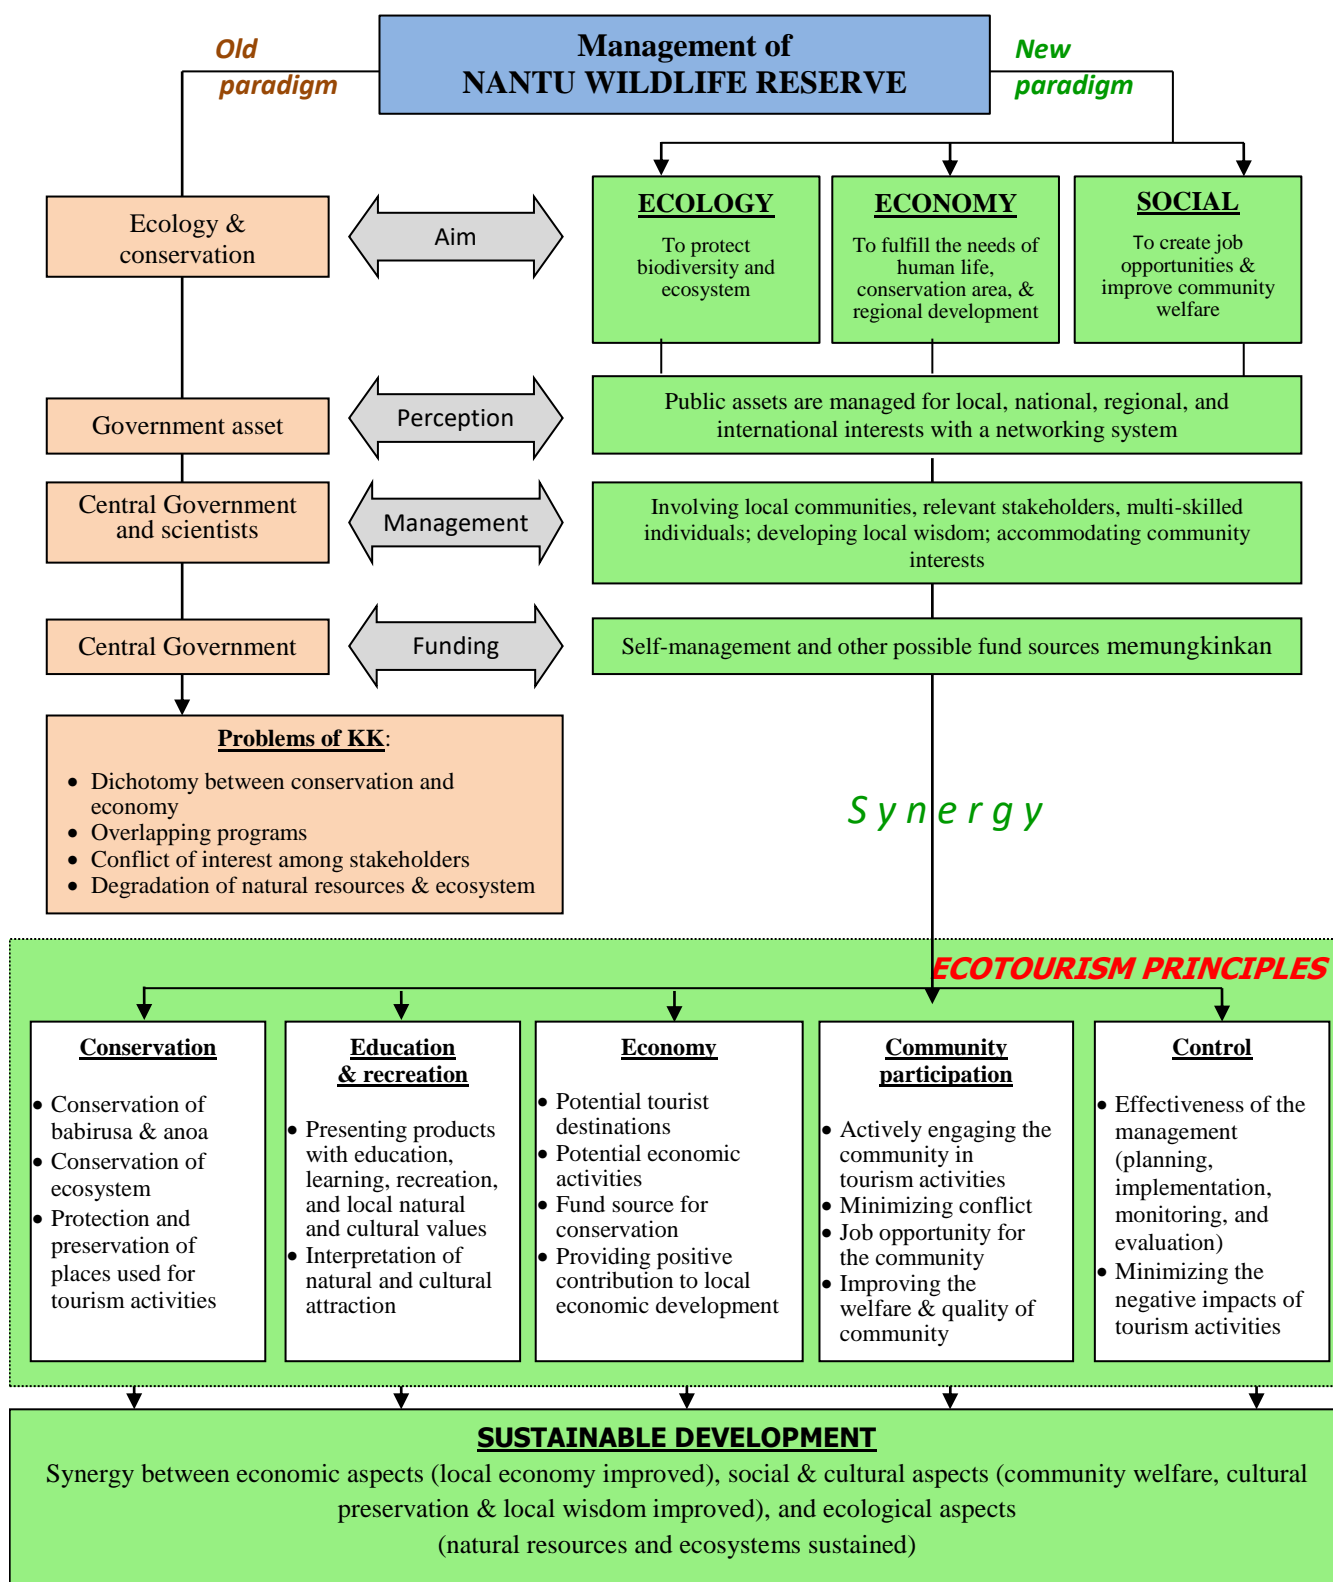 Old
paradigm
Management of
NANTU WILDLIFE RESERVE
New
paradigm
Ecology &
conservation
Aim
ECOLOGY
To protect
biodiversity and
ecosystem
ECONOMY
To fulfill the needs of
human life,
conservation area, &
regional development
SOCIAL
To create job
opportunities &
improve community
welfare
Government asset
Perception
Public assets are managed for local, national, regional, and
international interests with a networking system
Central Government
and scientists
Management
Involving local communities, relevant stakeholders, multi-skilled
individuals; developing local wisdom; accommodating community
interests
Central Government
Funding
Self-management and other possible fund sources memungkinkan
Problems of KK:
• Dichotomy between conservation and
economy
• Overlapping programs
• Conflict of interest among stakeholders
• Degradation of natural resources & ecosystem
Synergy
ECOTOURISM PRINCIPLES
Conservation
• Conservation of
babirusa & anoa
• Conservation of
ecosystem
• Protection and
preservation of
places used for
tourism activities
Education
& recreation
• Presenting products
with education,
learning, recreation,
and local natural
and cultural values
• Interpretation of
natural and cultural
attraction
Economy
• Potential tourist
destinations
• Potential economic
activities
• Fund source for
conservation
• Providing positive
contribution to local
economic development
Community
participation
• Actively engaging the
community in
tourism activities
• Minimizing conflict
• Job opportunity for
the community
• Improving the
welfare & quality of
community
Control
• Effectiveness of the
management
(planning,
implementation,
monitoring, and
evaluation)
• Minimizing the
negative impacts of
tourism activities
SUSTAINABLE DEVELOPMENT
Synergy between economic aspects (local economy improved), social & cultural aspects (community welfare, cultural
preservation & local wisdom improved), and ecological aspects
(natural resources and ecosystems sustained)